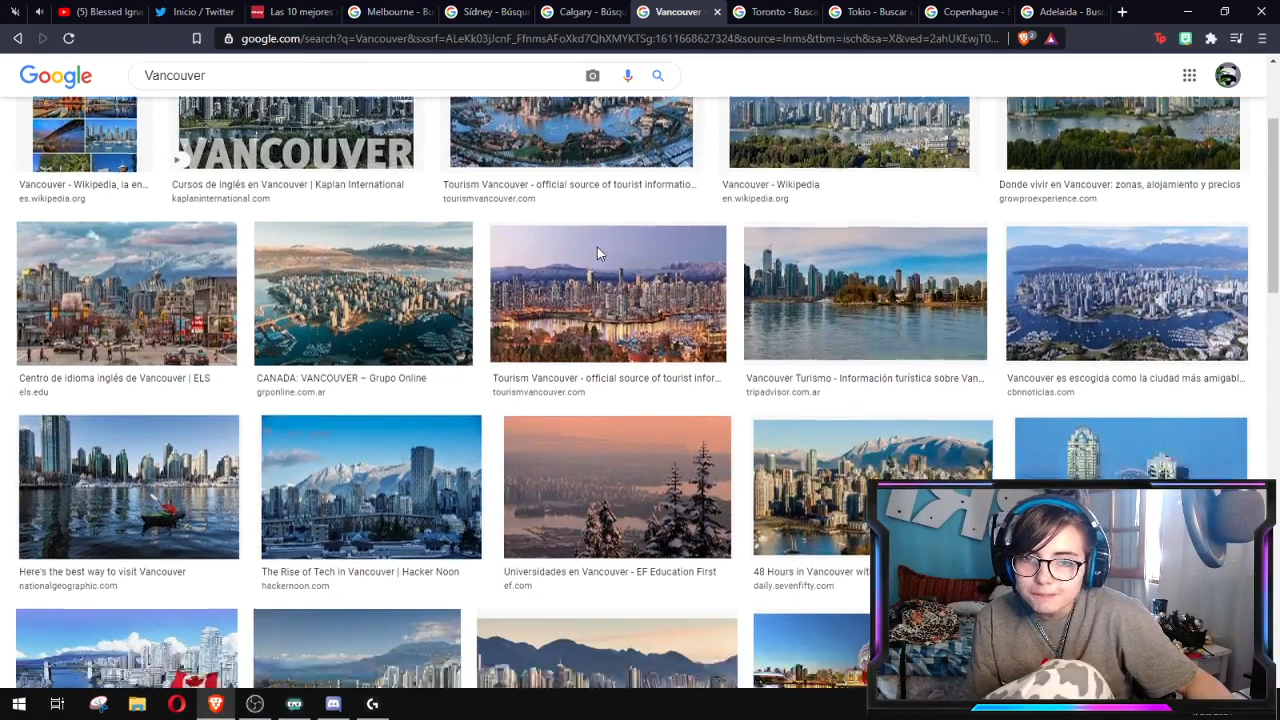 (5) Blessed Igna
Inicio / Twitter
Las 10 mejores
Melbourne - Bu
Sídney - Búsqu
Calgary - Búsqu
Vancouver -
Toronto - Busca
Tokio - Buscar c
Copenhague - 
Adelaida - Busc
google.com/search?q=Vancouver&sxsrf=ALeKk03jJcnF_FfnmsAFoXkd7QhXMYKTSg:1611668627324&source=lnms&tbm=isch&sa=X&ved=2ahUKEwjT0...
Google
Vancouver
VANCOUVER
Vancouver - Wikipedia, la en...
es.wikipedia.org
Cursos de inglés en Vancouver | Kaplan International
kaplaninternational.com
Tourism Vancouver - official source of tourist informatio...
tourismvancouver.com
Vancouver - Wikipedia
en.wikipedia.org
Donde vivir en Vancouver: zonas, alojamiento y precios
growproexperience.com
Centro de idioma inglés de Vancouver | ELS
els.edu
CANADA: VANCOUVER – Grupo Online
grponline.com.ar
Tourism Vancouver - official source of tourist infor...
tourismvancouver.com
Vancouver Turismo - Información turística sobre Van...
tripadvisor.com.ar
Vancouver es escogida como la ciudad más amigabl...
cbnnoticias.com
Here's the best way to visit Vancouver
nationalgeographic.com
The Rise of Tech in Vancouver | Hacker Noon
hackernoon.com
Universidades en Vancouver - EF Education First
ef.com
48 Hours in Vancouver wit
daily.sevenfifty.com